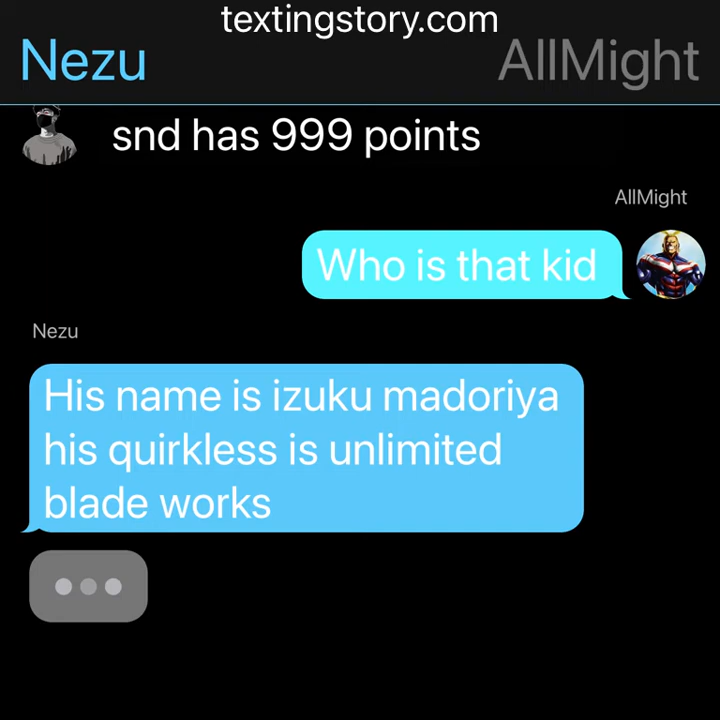 textingstory.com
Nezu
AllMight
snd has 999 points
AllMight
Who is that kid
Nezu
His name is izuku madoriya
his quirkless is unlimited
blade works